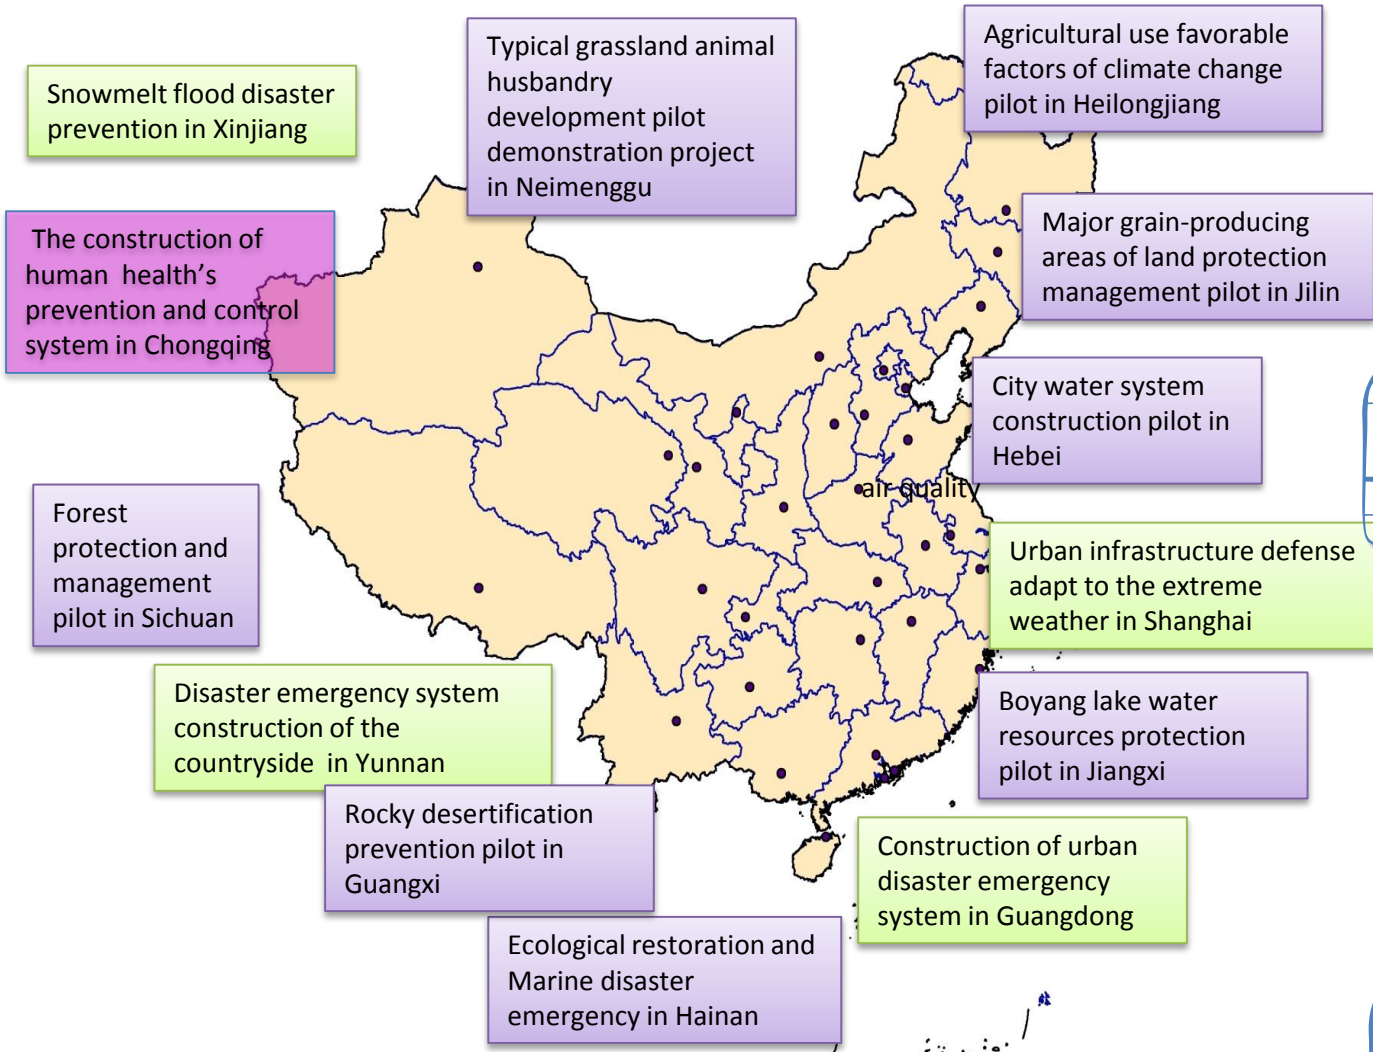 Typical grassland animal
husbandry
development pilot
demonstration project
in Neimenggu
Agricultural use favorable
factors of climate change
pilot in Heilongjiang
Snowmelt flood disaster
prevention in Xinjiang
The construction of
human health's
prevention and control
system in Chongqing
Major grain-producing
areas of land protection
management pilot in Jilin
City water system
construction pilot in
Hebei
air quality
Forest
protection and
management
pilot in Sichuan
Urban infrastructure defense
adapt to the extreme
weather in Shanghai
Disaster emergency system
construction of the
countryside in Yunnan
Boyang lake water
resources protection
pilot in Jiangxi
Rocky desertification
prevention pilot in
Guangxi
Construction of urban
disaster emergency
system in Guangdong
Ecological restoration and
Marine disaster
emergency in Hainan